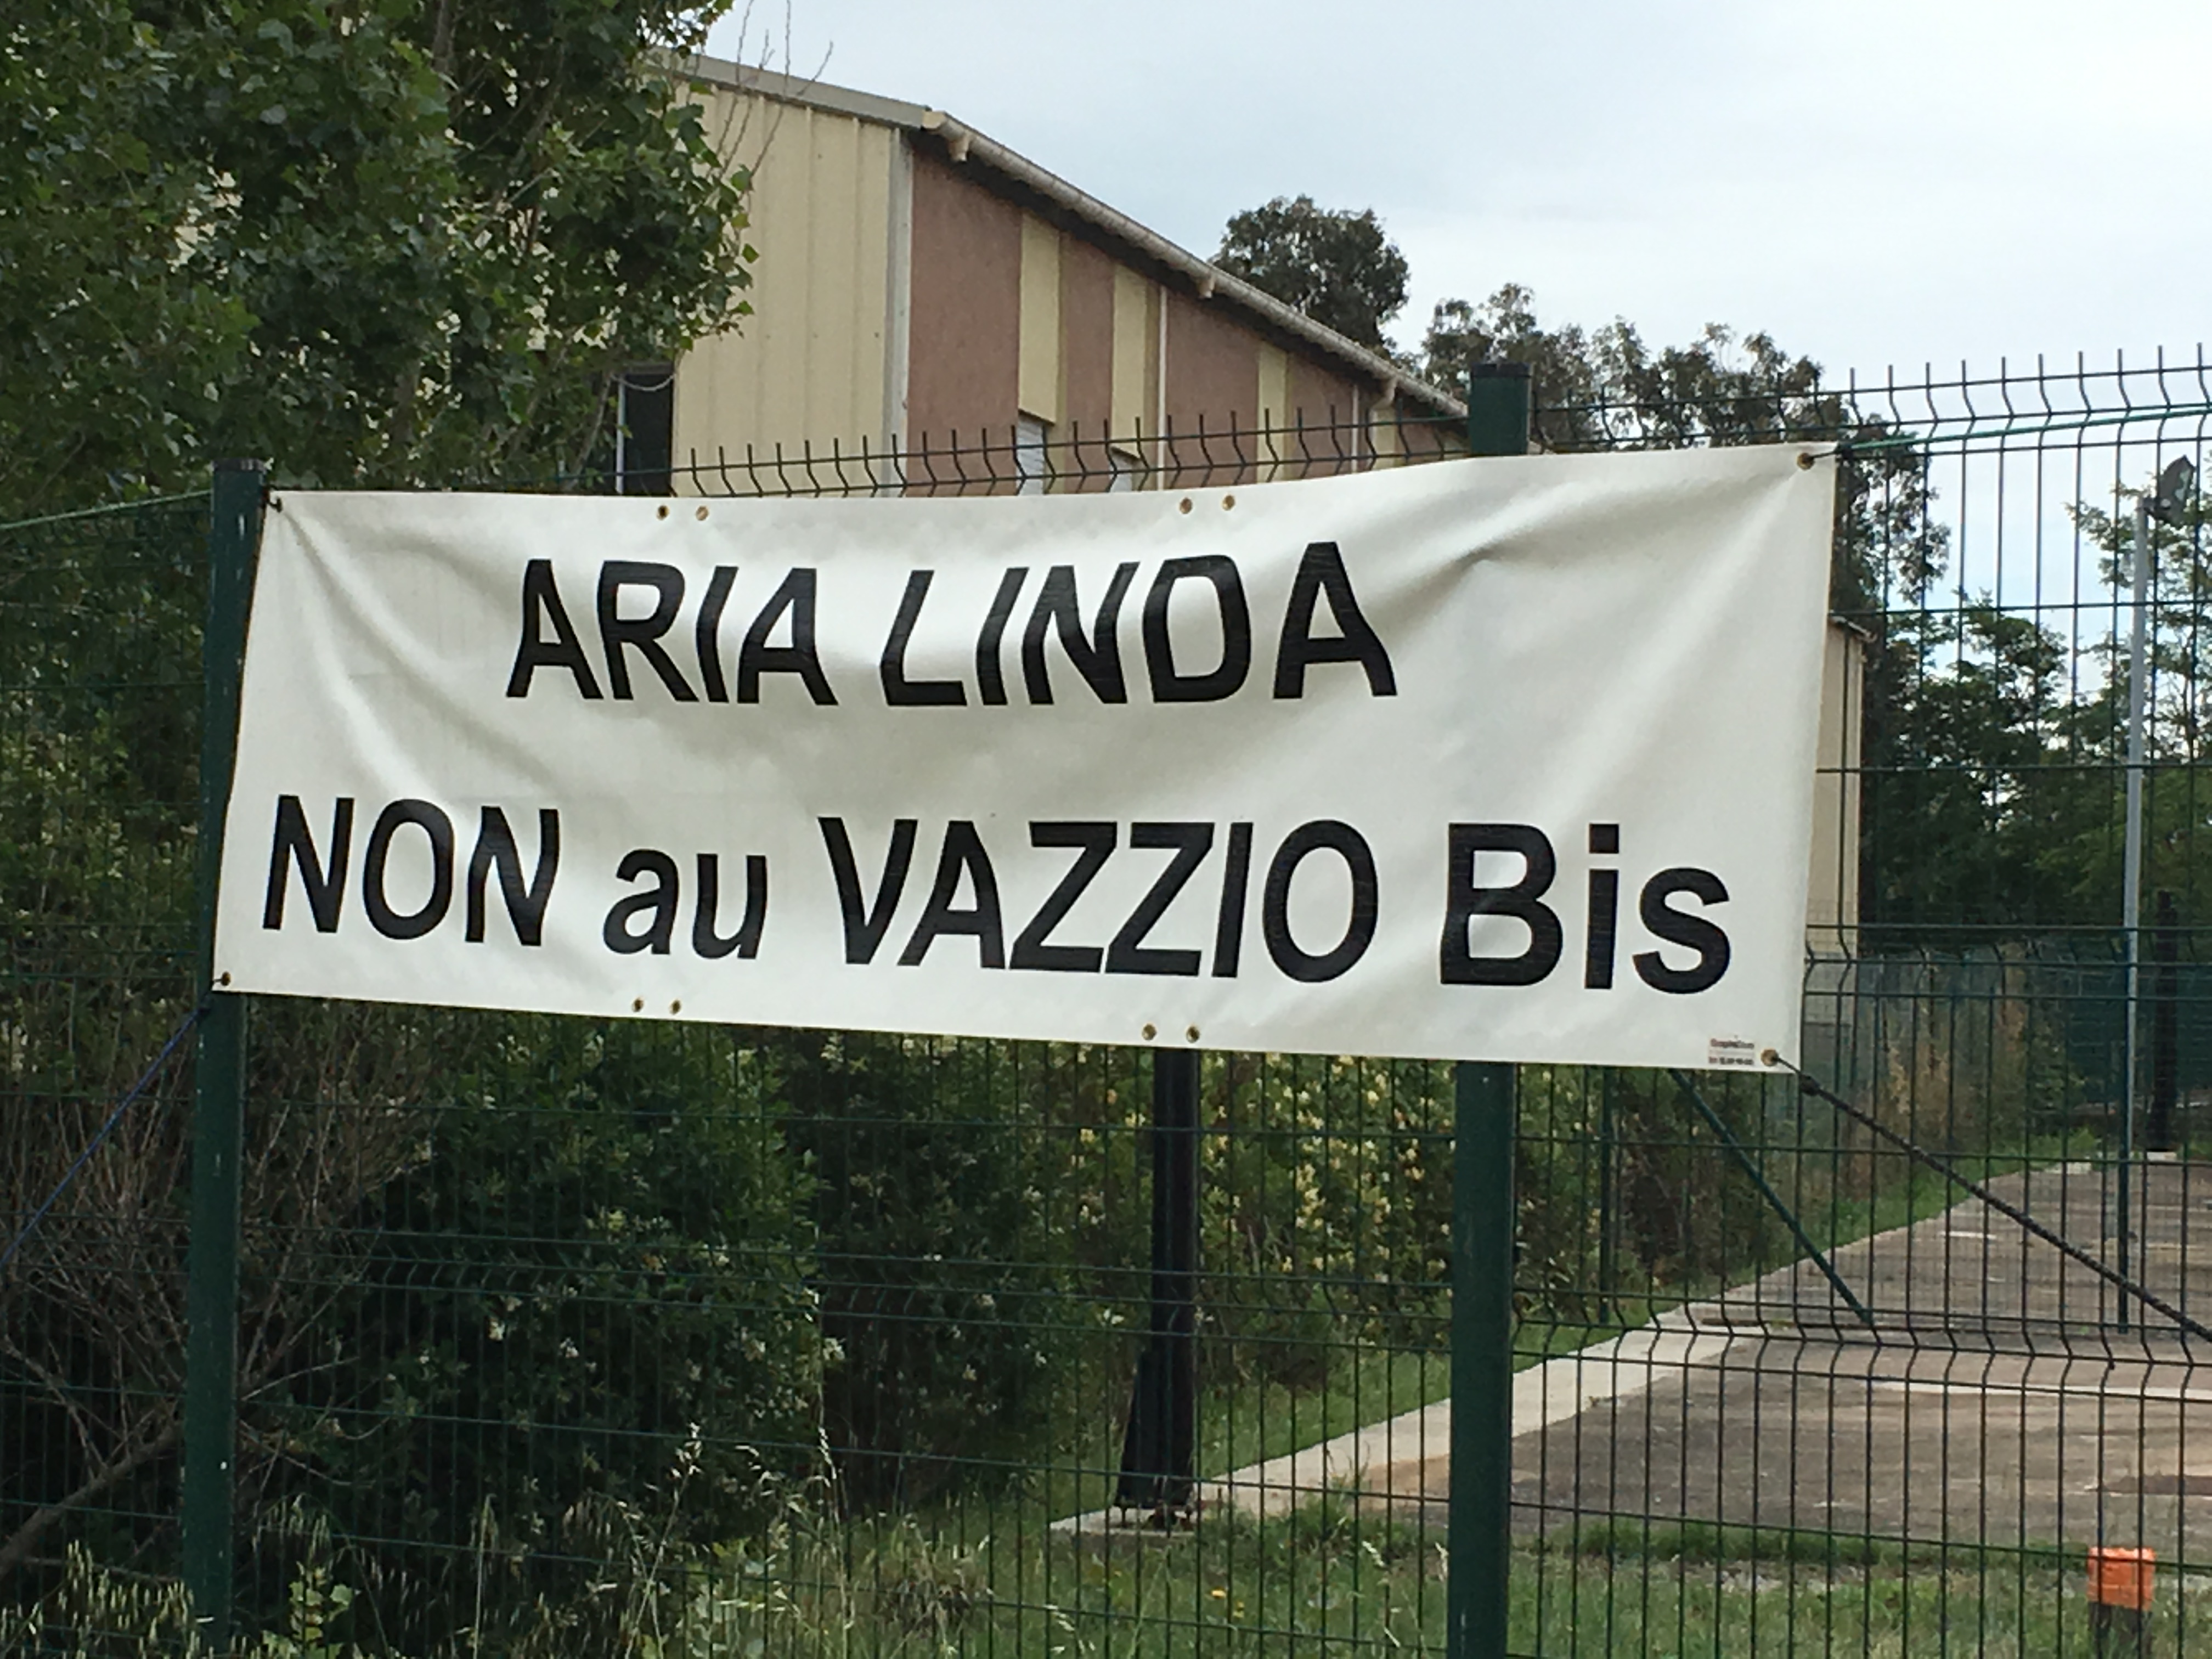 ARIA LINDA
NON au VAZZIO Bis